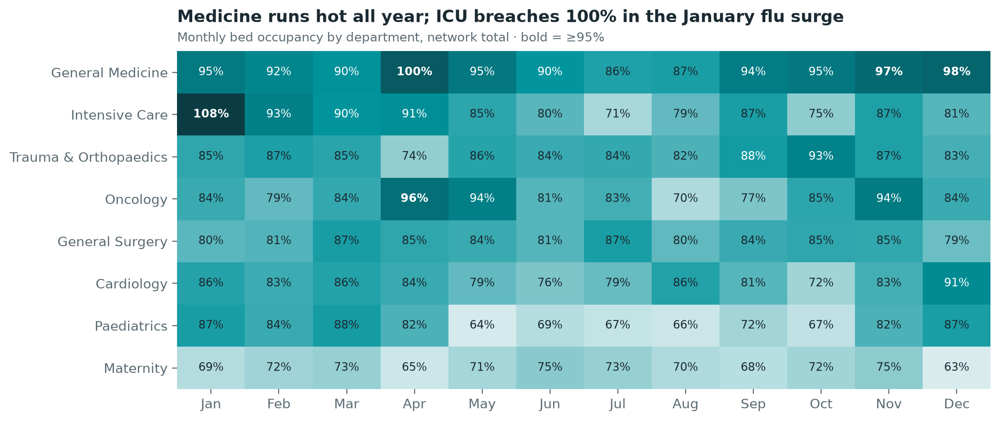 Medicine runs hot all year; ICU breaches 100% in the January flu surge
Monthly bed occupancy by department, network total · bold = ≥95%
General Medicine 95% 92% 90% 100% 95% 90% 86% 87% 94% 95% 97% 98%
Intensive Care 108% 93% 90% 91% 85% 80% 71% 79% 87% 75% 87% 81%
Trauma & Orthopaedics 85% 87% 85% 74% 86% 84% 84% 82% 88% 93% 87% 83%
Oncology 84% 79% 84% 96% 94% 81% 83% 70% 77% 85% 94% 84%
General Surgery 80% 81% 87% 85% 84% 81% 87% 80% 84% 85% 85% 79%
Cardiology 86% 83% 86% 84% 79% 76% 79% 86% 81% 72% 83% 91%
Paediatrics 87% 84% 88% 82% 64% 69% 67% 66% 72% 67% 82% 87%
Maternity 69% 72% 73% 65% 71% 75% 73% 70% 68% 72% 75% 63%
Jan Feb Mar Apr May Jun Jul Aug Sep Oct Nov Dec